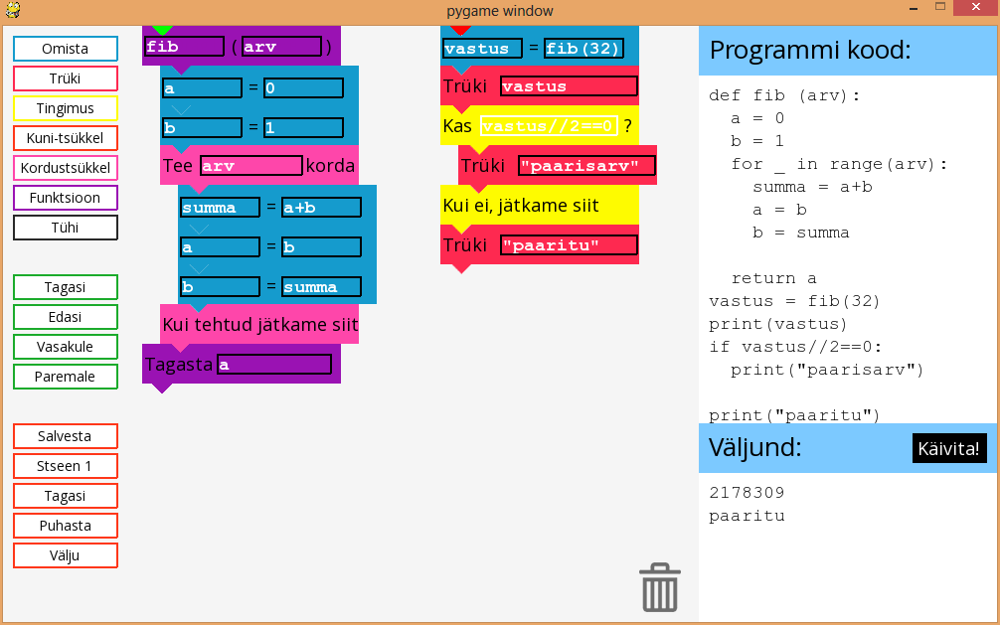 pygame window
Omista
Trüki
Tingimus
Kuni-tsükkel
Kordustsükkel
Funktsioon
Tühi
Tagasi
Edasi
Vasakule
Paremale
Salvesta
Stseen 1
Tagasi
Puhasta
Välju
fib ( arv )
a = 0
b = 1
Tee arv korda
summa = a+b
a = b
b = summa
Kui tehtud jätkame siit
Tagasta a
vastus = fib(32)
Trüki vastus
Kas vastus//2==0 ?
Trüki "paarisarv"
Kui ei, jätkame siit
Trüki "paaritu"
Programmi kood:
def fib (arv):
a = 0
b = 1
for _ in range(arv):
summa = a+b
a = b
b = summa
return a
vastus = fib(32)
print(vastus)
if vastus//2==0:
print("paarisarv")
print("paaritu")
Väljund:
Käivita!
2178309
paaritu